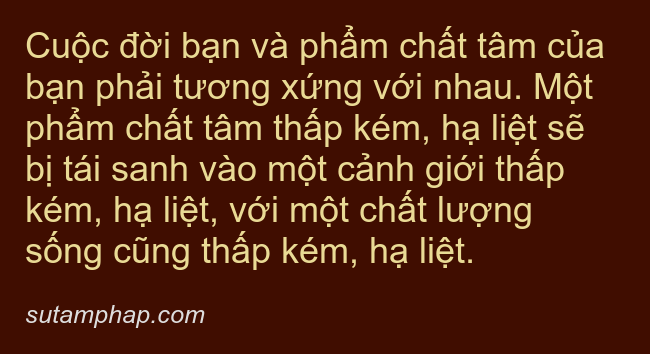 Cuộc đời bạn và phẩm chất tâm của
bạn phải tương xứng với nhau. Một
phẩm chất tâm thấp kém, hạ liệt sẽ
bị tái sanh vào một cảnh giới thấp
kém, hạ liệt, với một chất lượng
sống cũng thấp kém, hạ liệt.
sutamphap.com